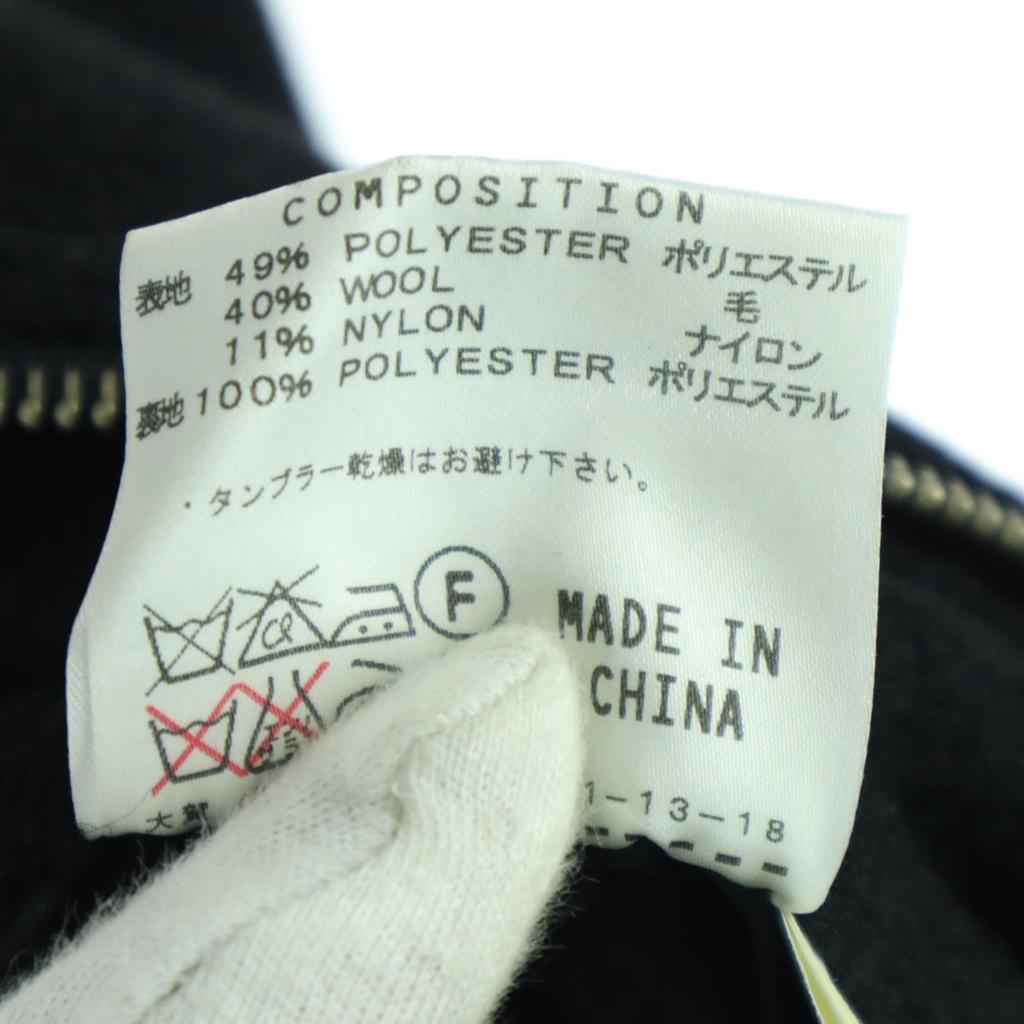 COMPOSITION
表地 49% POLYESTER ポリエステル
40% WOOL 毛
11% NYLON ナイロン
裏地 100% POLYESTER ポリエステル
・タンブラー乾燥はお避け下さい。
Cl F
MADE IN
CHINA
1-13-18